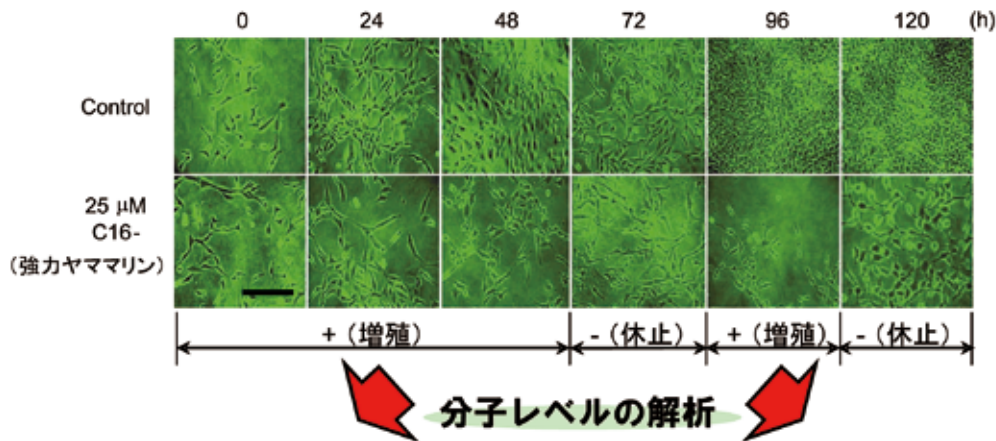 0 24 48 72 96 120 (h)
Control
25 μM
C16-
(強力ヤママリン)
+ (増殖) - (休止) + (増殖) - (休止)
分子レベルの解析